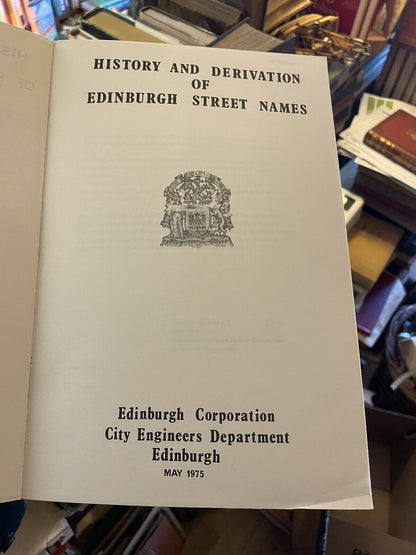 HISTORY AND DERIVATION
OF
EDINBURGH STREET NAMES
Edinburgh Corporation
City Engineers Department
Edinburgh
MAY 1975